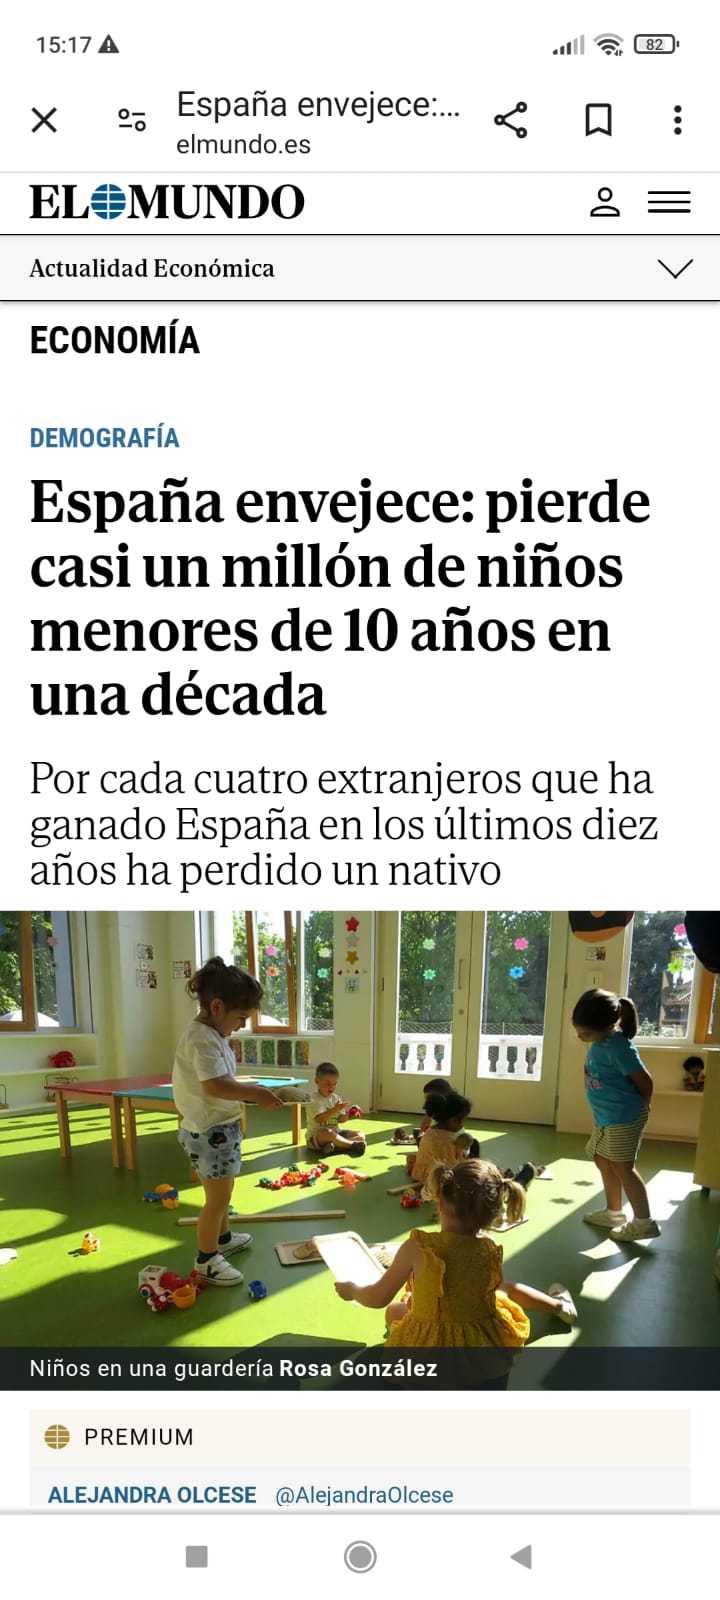 15:17
82
España envejece:...
elmundo.es
EL MUNDO
Actualidad Económica
ECONOMÍA
DEMOGRAFÍA
España envejece: pierde
casi un millón de niños
menores de 10 años en
una década
Por cada cuatro extranjeros que ha
ganado España en los últimos diez
años ha perdido un nativo
Niños en una guardería Rosa González
PREMIUM
ALEJANDRA OLCESE @AlejandraOlcese